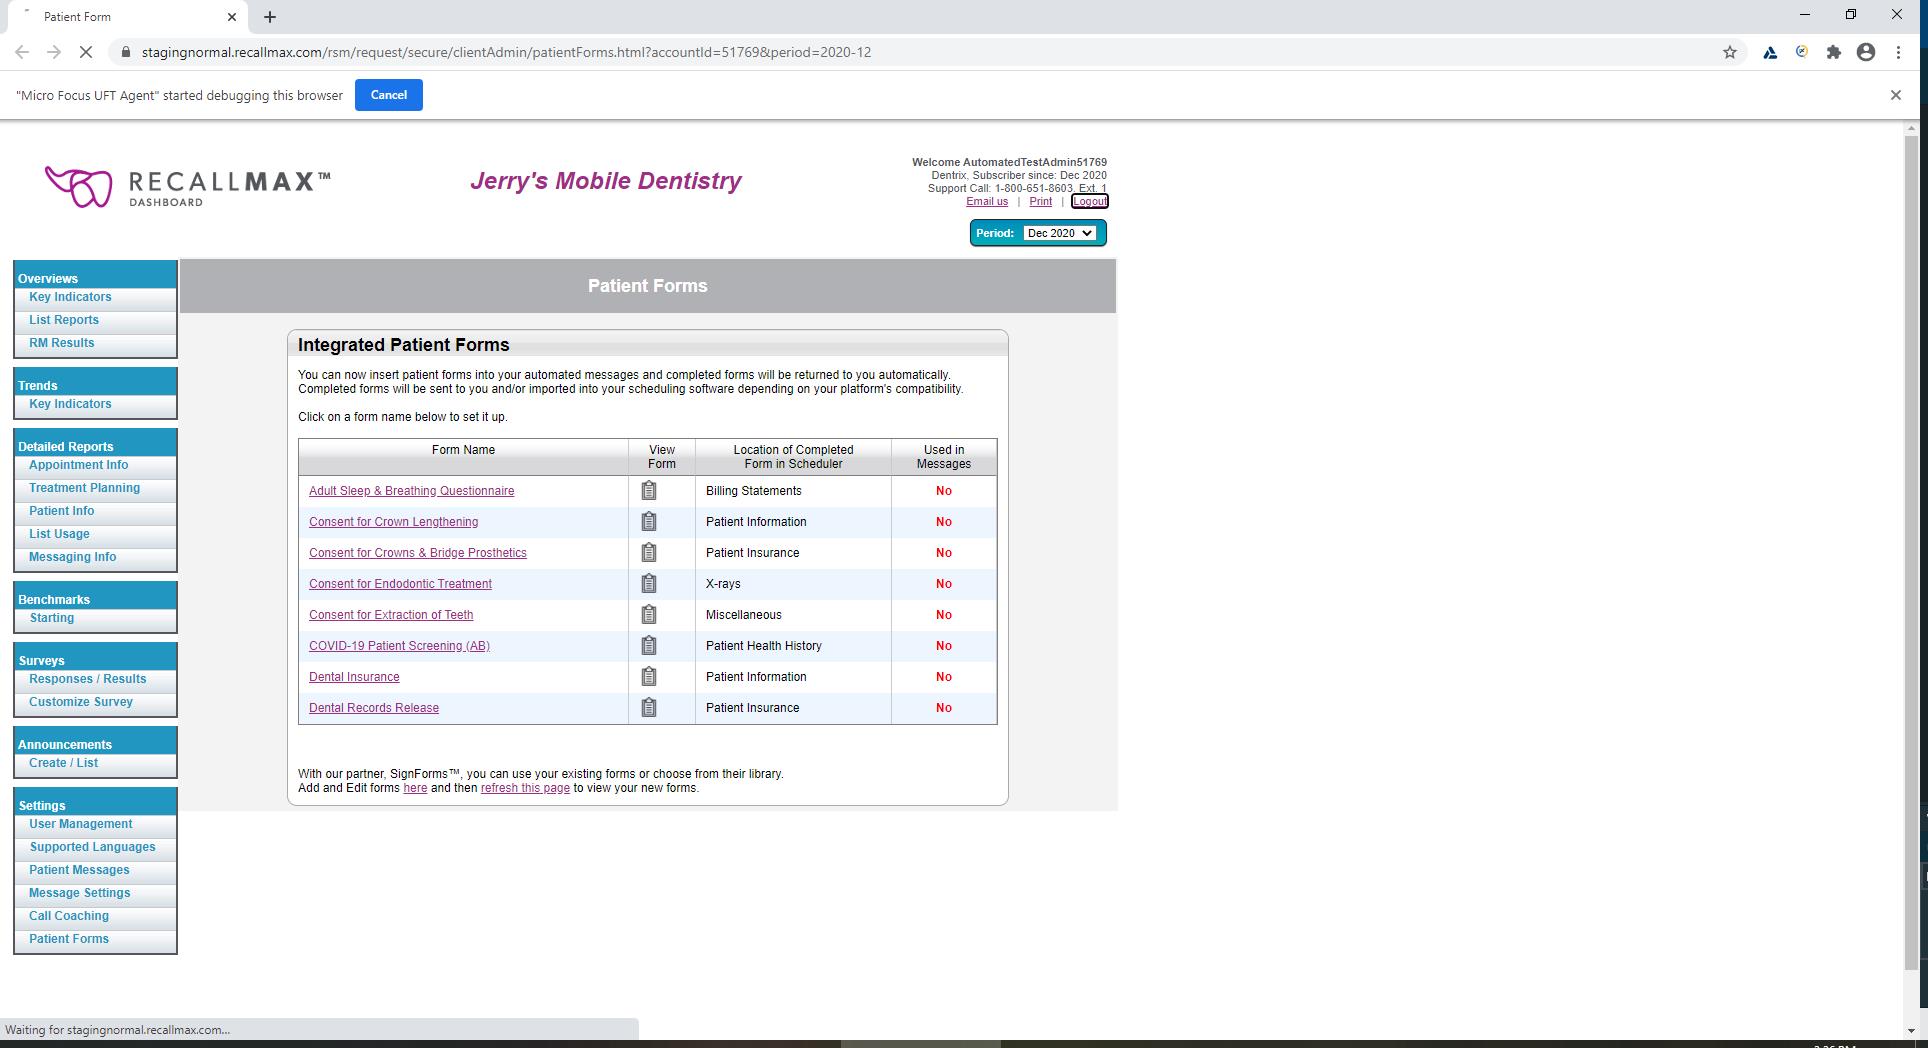 Patient Form
stagingnormal.recallmax.com/rsm/request/secure/clientAdmin/patientForms.html?accountId=51769&period=2020-12
"Micro Focus UFT Agent" started debugging this browser
Cancel
RECALLMAX™
DASHBOARD
Jerry's Mobile Dentistry
Welcome AutomatedTestAdmin51769
Dentrix, Subscriber since: Dec 2020
Support Call: 1-800-651-8603, Ext. 1
Email us | Print | Logout
Period: Dec 2020
Overviews
Key Indicators
List Reports
RM Results
Trends
Key Indicators
Detailed Reports
Appointment Info
Treatment Planning
Patient Info
List Usage
Messaging Info
Benchmarks
Starting
Surveys
Responses / Results
Customize Survey
Announcements
Create / List
Settings
User Management
Supported Languages
Patient Messages
Message Settings
Call Coaching
Patient Forms
Patient Forms
Integrated Patient Forms
You can now insert patient forms into your automated messages and completed forms will be returned to you automatically.
Completed forms will be sent to you and/or imported into your scheduling software depending on your platform's compatibility.
Click on a form name below to set it up.
Form Name View Form Location of Completed Form in Scheduler Used in Messages
Adult Sleep & Breathing Questionnaire Billing Statements No
Consent for Crown Lengthening Patient Information No
Consent for Crowns & Bridge Prosthetics Patient Insurance No
Consent for Endodontic Treatment X-rays No
Consent for Extraction of Teeth Miscellaneous No
COVID-19 Patient Screening (AB) Patient Health History No
Dental Insurance Patient Information No
Dental Records Release Patient Insurance No
With our partner, SignForms™, you can use your existing forms or choose from their library.
Add and Edit forms here and then refresh this page to view your new forms.
Waiting for stagingnormal.recallmax.com...